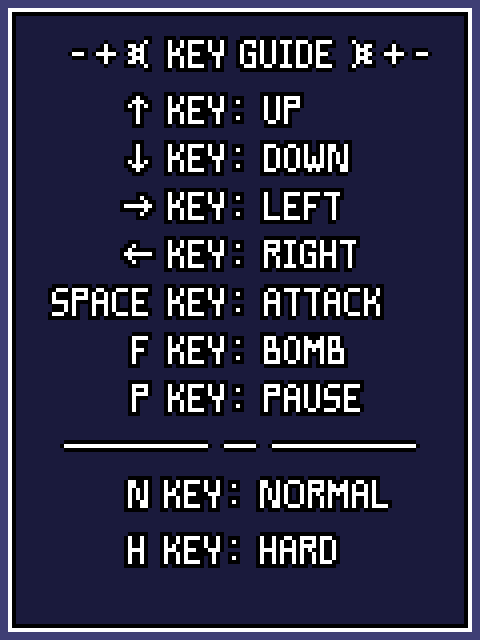 -+※ KEY GUIDE ※+-
↑ KEY: UP
↓ KEY: DOWN
→ KEY: LEFT
← KEY: RIGHT
SPACE KEY: ATTACK
F KEY: BOMB
P KEY: PAUSE
N KEY: NORMAL
H KEY: HARD